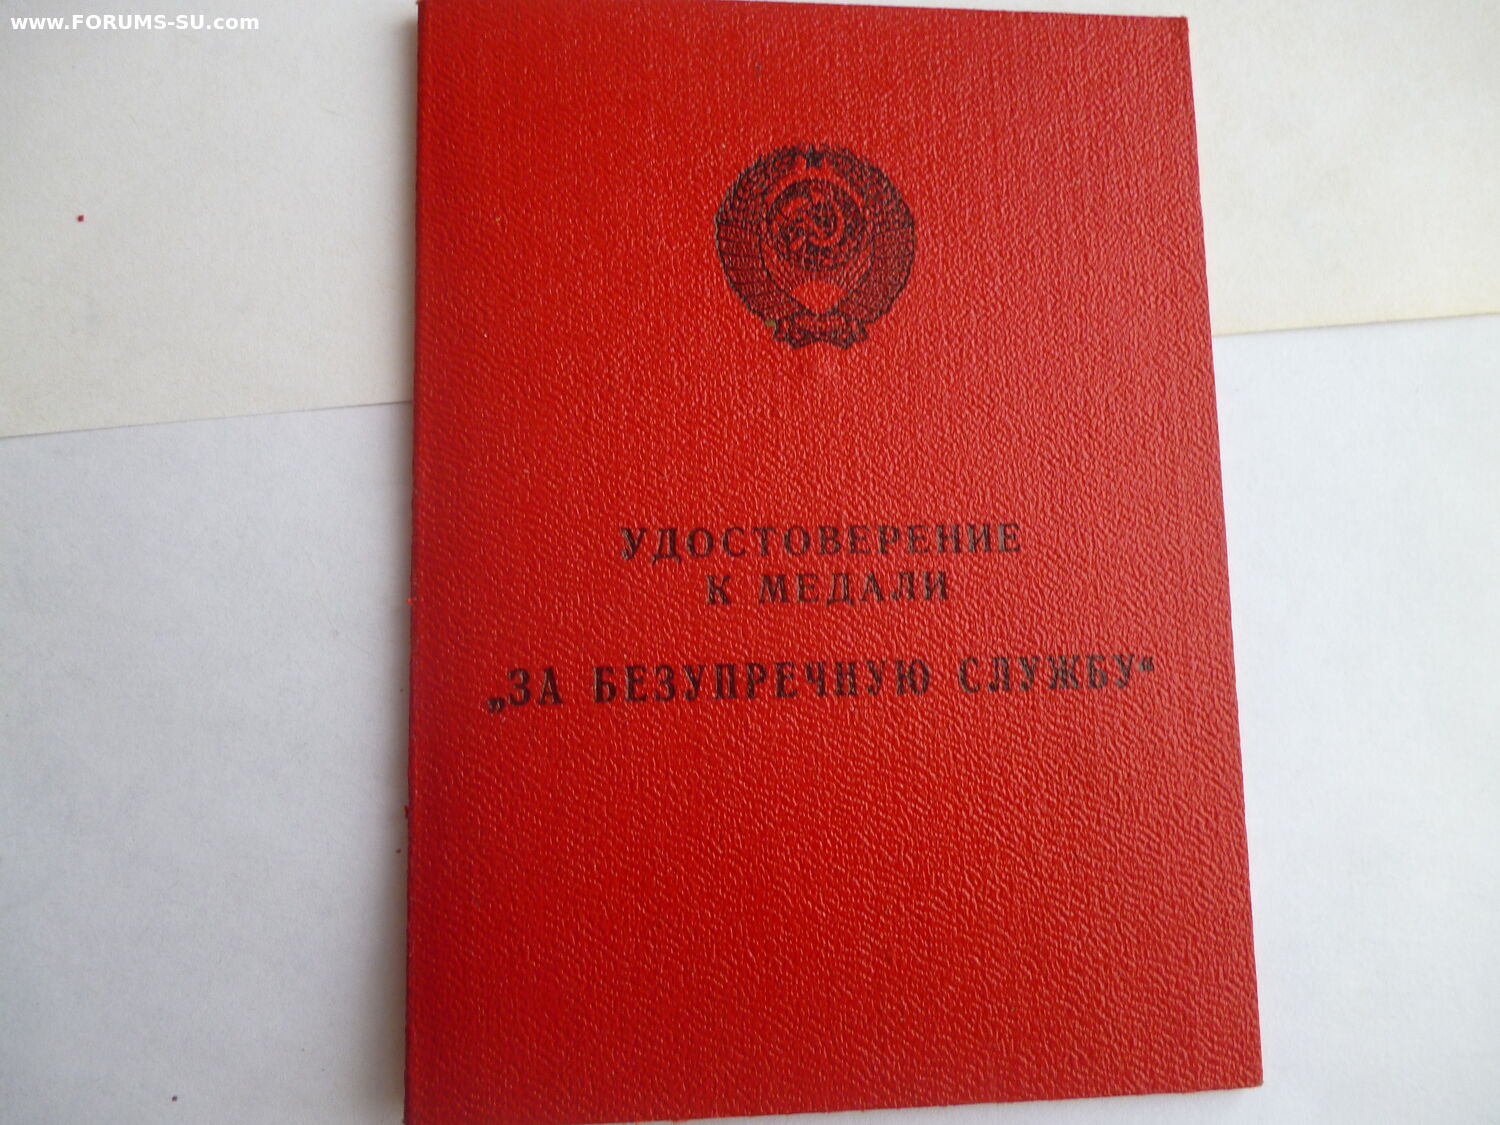 www.FORUMS-SU.com
УДОСТОВЕРЕНИЕ
К МЕДАЛИ
„ЗА БЕЗУПРЕЧНУЮ СЛУЖБУ“